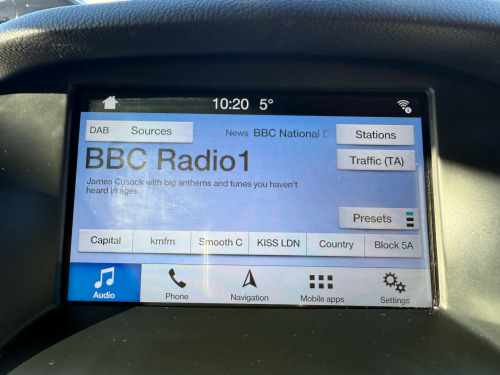 10:20 5°
DAB Sources News BBC National D Stations
BBC Radio1
Traffic (TA)
James Cusack with big anthems and tunes you haven't
heard in ages.
Presets
Capital kmfm Smooth C KISS LDN Country Block 5A
Audio Phone Navigation Mobile apps Settings